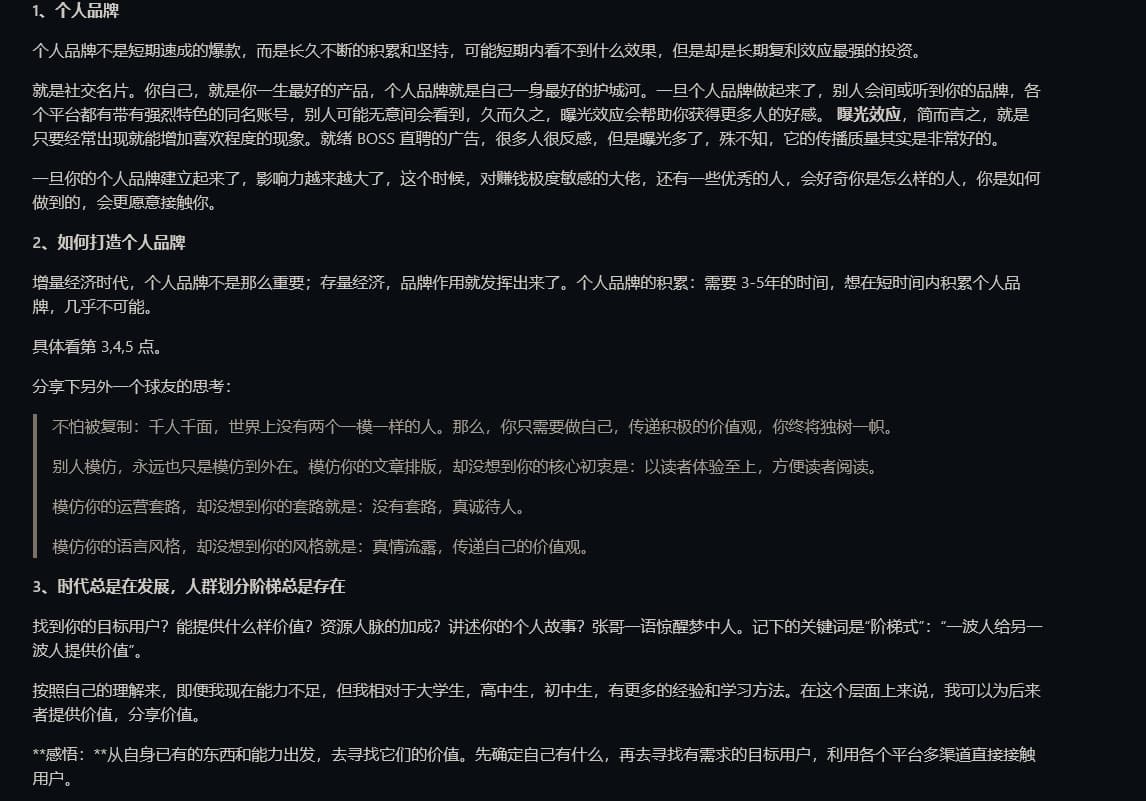 1、个人品牌
个人品牌不是短期速成的爆款，而是长久不断的积累和坚持，可能短期内看不到什么效果，但是却是长期复利效应最强的投资。
就是社交名片。你自己，就是你一生最好的产品，个人品牌就是自己一身最好的护城河。一旦个人品牌做起来了，别人会间或听到你的品牌，各
个平台都有带有强烈特色的同名账号，别人可能无意间会看到，久而久之，曝光效应会帮助你获得更多人的好感。 曝光效应，简而言之，就是
只要经常出现就能增加喜欢程度的现象。就绪 BOSS 直聘的广告，很多人很反感，但是曝光多了，殊不知，它的传播质量其实是非常好的。
一旦你的个人品牌建立起来了，影响力越来越大了，这个时候，对赚钱极度敏感的大佬，还有一些优秀的人，会好奇你是怎么样的人，你是如何
做到的，会更愿意接触你。
2、如何打造个人品牌
增量经济时代，个人品牌不是那么重要；存量经济，品牌作用就发挥出来了。个人品牌的积累：需要 3-5年的时间，想在短时间内积累个人品
牌，几乎不可能。
具体看第 3,4,5 点。
分享下另外一个球友的思考：
不怕被复制：千人千面，世界上没有两个一模一样的人。那么，你只需要做自己，传递积极的价值观，你终将独树一帜。
别人模仿，永远也只是模仿到外在。模仿你的文章排版，却没想到你的核心初衷是：以读者体验至上，方便读者阅读。
模仿你的运营套路，却没想到你的套路就是：没有套路，真诚待人。
模仿你的语言风格，却没想到你的风格就是：真情流露，传递自己的价值观。
3、时代总是在发展，人群划分阶梯总是存在
找到你的目标用户？能提供什么样价值？资源人脉的加成？讲述你的个人故事？张哥一语惊醒梦中人。记下的关键词是“阶梯式”：“一波人给另一
波人提供价值”。
按照自己的理解来，即便我现在能力不足，但我相对于大学生，高中生，初中生，有更多的经验和学习方法。在这个层面上来说，我可以为后来
者提供价值，分享价值。
**感悟：**从自身已有的东西和能力出发，去寻找它们的价值。先确定自己有什么，再去寻找有需求的目标用户，利用各个平台多渠道直接接触
用户。